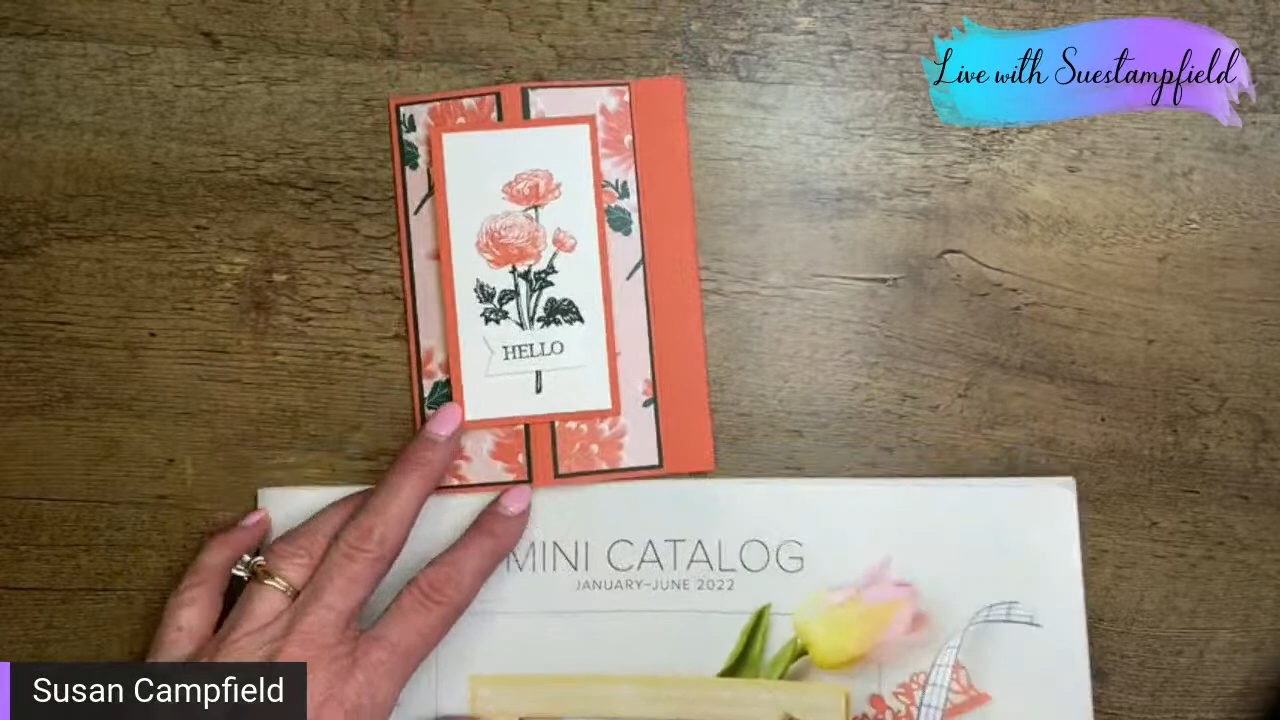 Live with Suestampfield
HELLO
MINI CATALOG
JANUARY–JUNE 2022
Susan Campfield